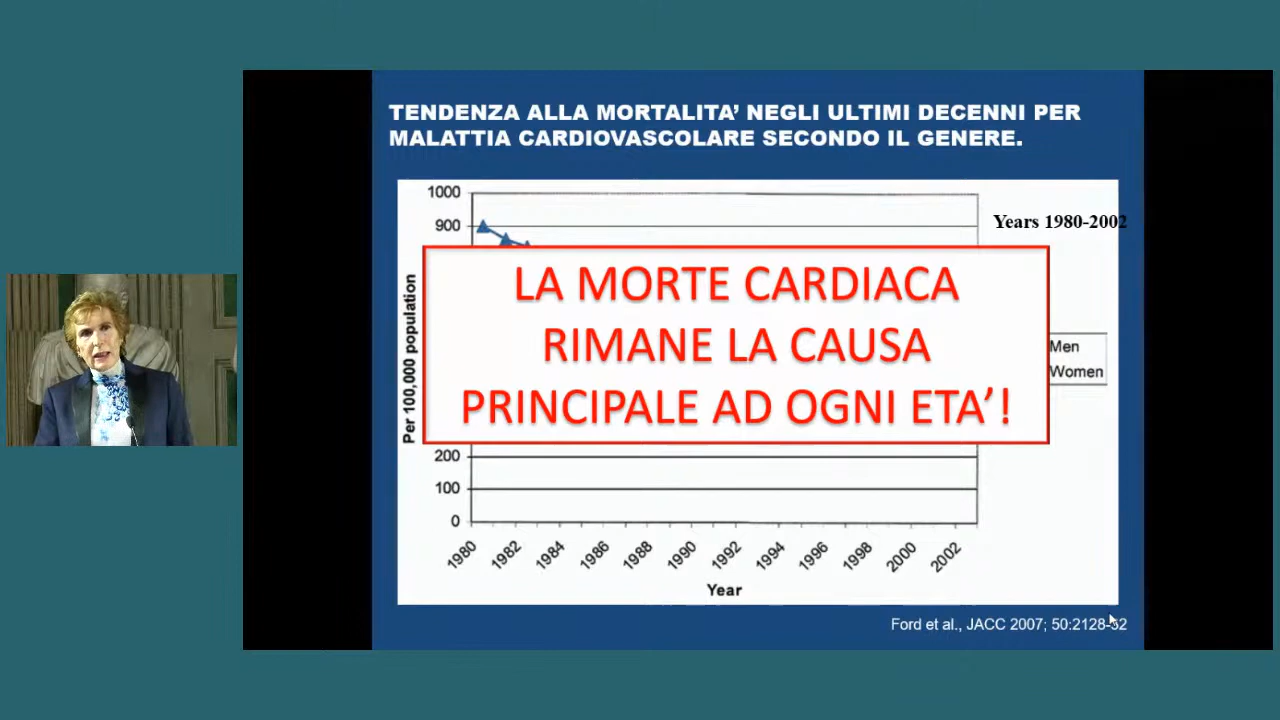 TENDENZA ALLA MORTALITA’ NEGLI ULTIMI DECENNI PER
MALATTIA CARDIOVASCOLARE SECONDO IL GENERE.
1000
900
Years 1980-2002
LA MORTE CARDIACA
RIMANE LA CAUSA
PRINCIPALE AD OGNI ETA’!
Men
Women
Per 100,000 population
200
100
0
1980
1982
1984
1986
1988
1990
1992
1994
1996
1998
2000
2002
Year
Ford et al., JACC 2007; 50:2128-32